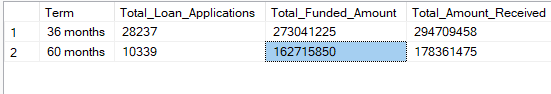 Term Total_Loan_Applications Total_Funded_Amount Total_Amount_Received
1 36 months 28237 273041225 294709458
2 60 months 10339 162715850 178361475